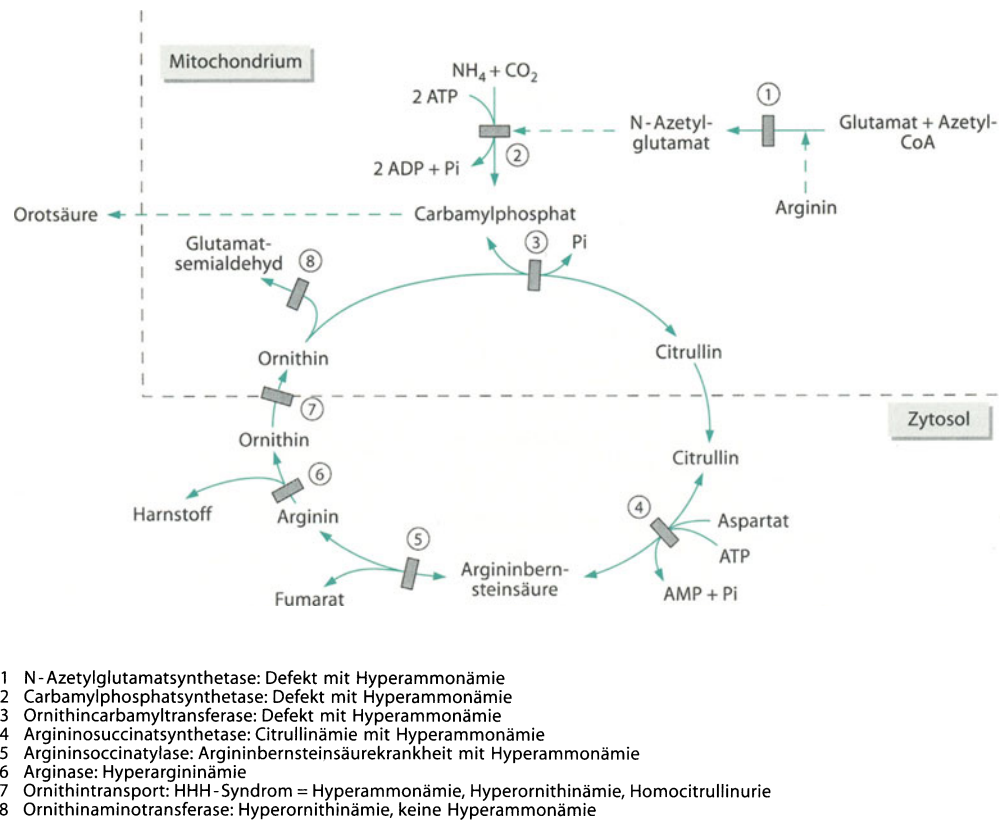 Mitochondrium
NH4 + CO2
2 ATP
1
N-Azetyl-
glutamat
Glutamat + Azetyl-
CoA
2
2 ADP + Pi
Arginin
Orotsäure
Carbamylphosphat
Glutamat-
semialdehyd
8
3
Pi
Ornithin
Citrullin
7
Zytosol
Ornithin
Citrullin
6
Harnstoff
Arginin
4
Aspartat
ATP
5
Argininbern-
steinsäure
Fumarat
AMP + Pi
1 N-Azetylglutamatsynthetase: Defekt mit Hyperammonämie
2 Carbamylphosphatsynthetase: Defekt mit Hyperammonämie
3 Ornithincarbamyltransferase: Defekt mit Hyperammonämie
4 Argininosuccinatsynthetase: Citrullinämie mit Hyperammonämie
5 Argininsoccinatylase: Argininbernsteinsäurekrankheit mit Hyperammonämie
6 Arginase: Hyperargininämie
7 Ornithintransport: HHH-Syndrom = Hyperammonämie, Hyperornithinämie, Homocitrullinurie
8 Ornithinaminotransferase: Hyperornithinämie, keine Hyperammonämie